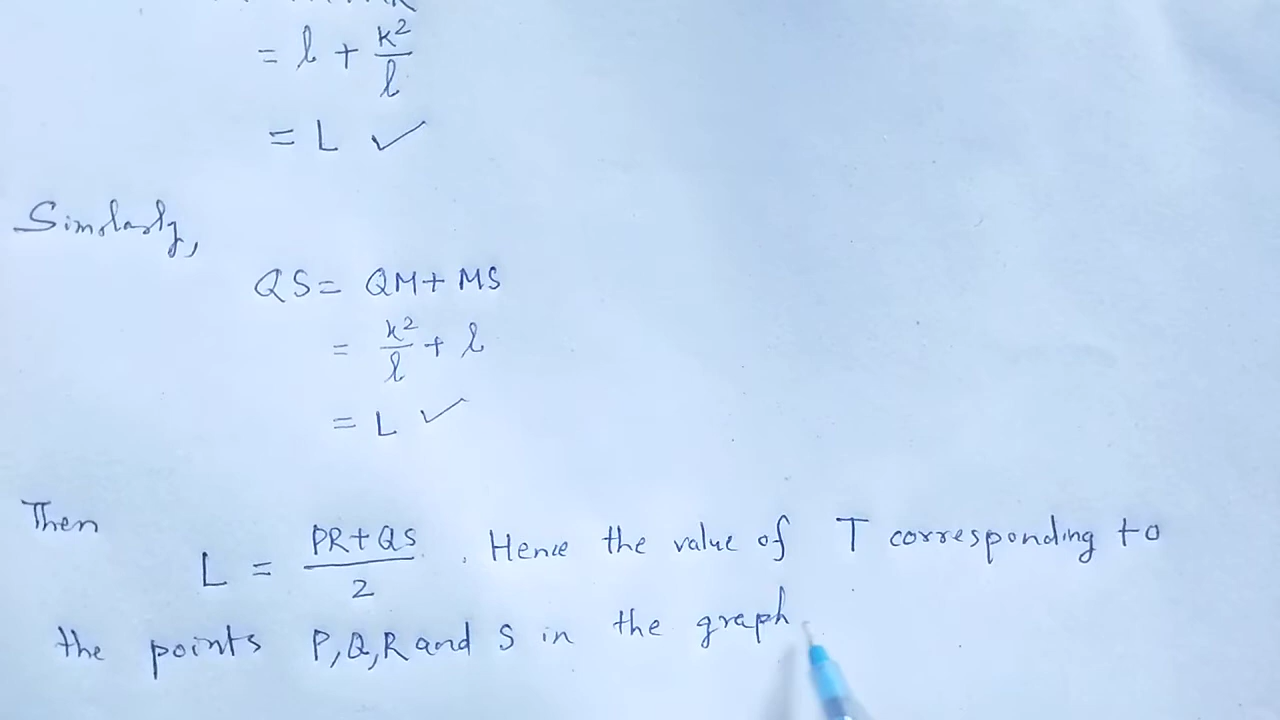 = l + k²/l
= L ✓
Similarly,
QS = QM + MS
= k²/l + l
= L ✓
Then
L = (PR + QS)/2 . Hence the value of T corresponding to
the points P, Q, R and S in the graph